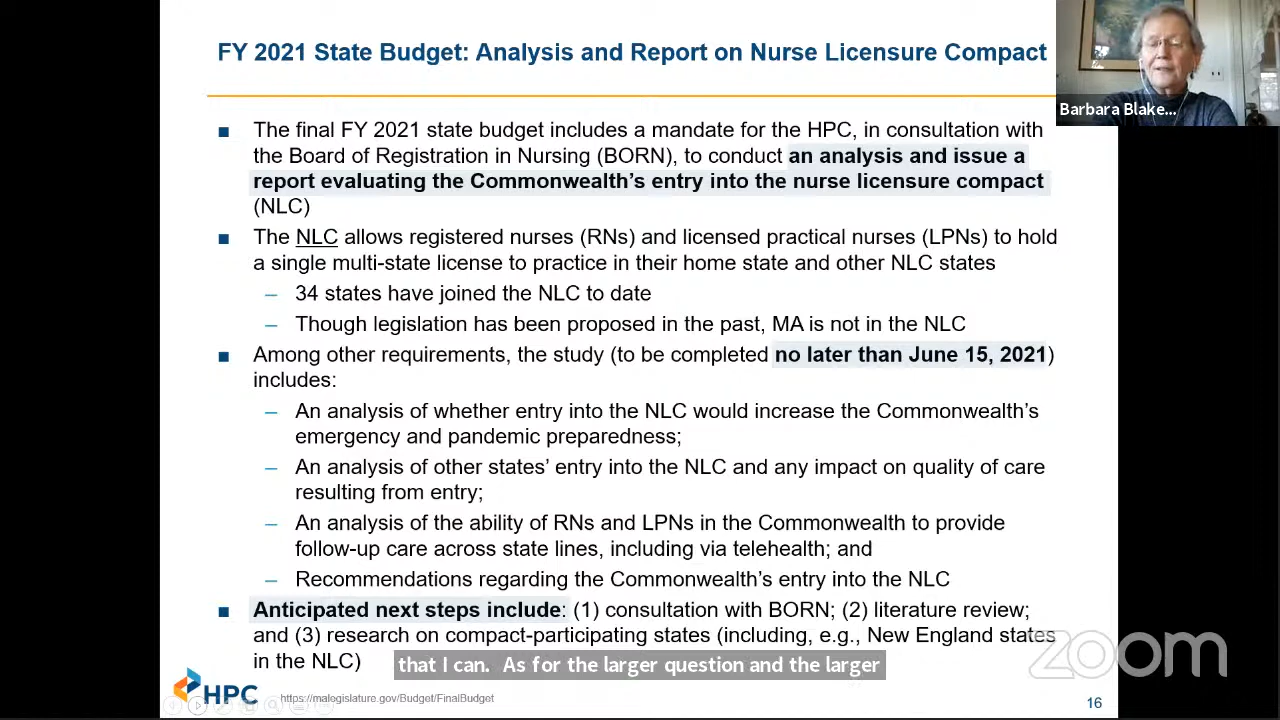 FY 2021 State Budget: Analysis and Report on Nurse Licensure Compact
Barbara Blake...
■ The final FY 2021 state budget includes a mandate for the HPC, in consultation with
the Board of Registration in Nursing (BORN), to conduct an analysis and issue a
report evaluating the Commonwealth's entry into the nurse licensure compact
(NLC)
■ The NLC allows registered nurses (RNs) and licensed practical nurses (LPNs) to hold
a single multi-state license to practice in their home state and other NLC states
– 34 states have joined the NLC to date
– Though legislation has been proposed in the past, MA is not in the NLC
■ Among other requirements, the study (to be completed no later than June 15, 2021)
includes:
– An analysis of whether entry into the NLC would increase the Commonwealth's
emergency and pandemic preparedness;
– An analysis of other states' entry into the NLC and any impact on quality of care
resulting from entry;
– An analysis of the ability of RNs and LPNs in the Commonwealth to provide
follow-up care across state lines, including via telehealth; and
– Recommendations regarding the Commonwealth's entry into the NLC
■ Anticipated next steps include: (1) consultation with BORN; (2) literature review;
and (3) research on compact-participating states (including, e.g., New England states
in the NLC)
that I can. As for the larger question and the larger
zoom
HPC
https://malegislature.gov/Budget/FinalBudget
16